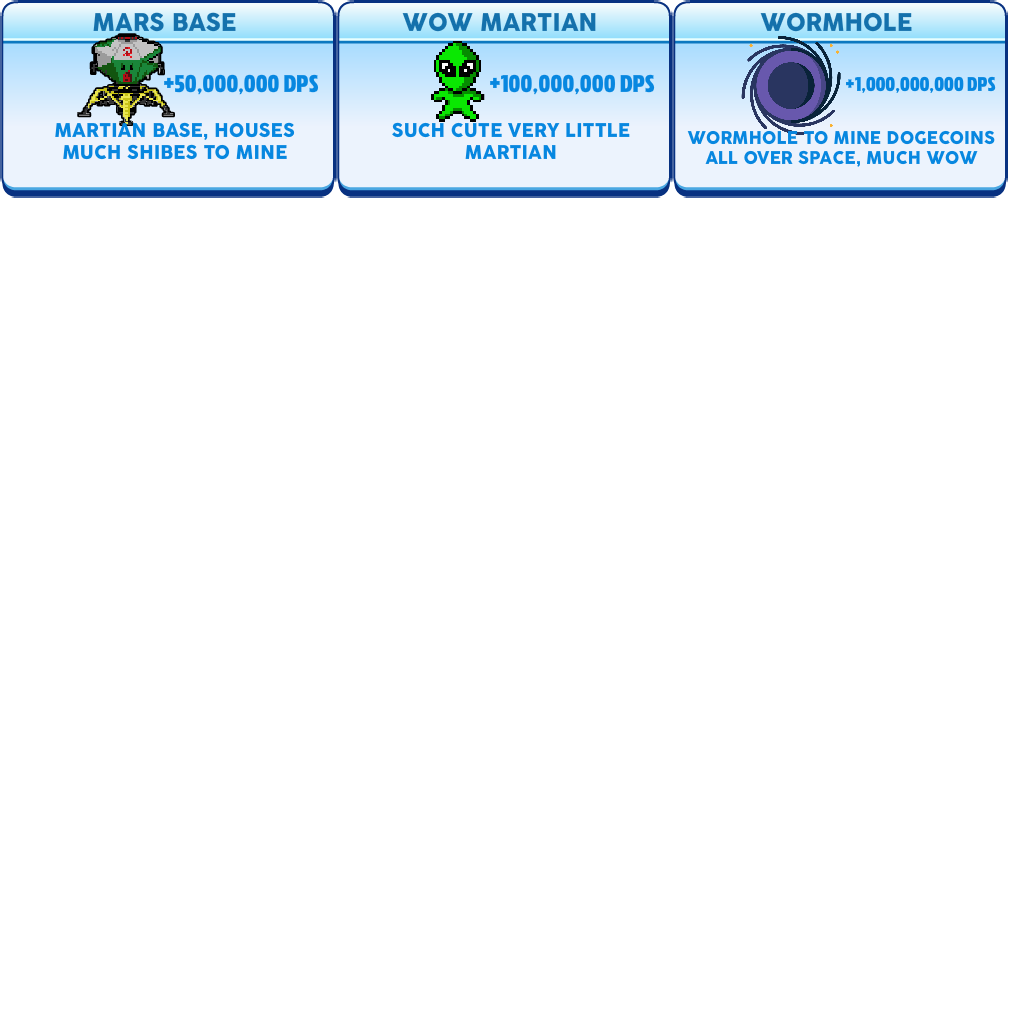 MARS BASE
+50,000,000 DPS
MARTIAN BASE, HOUSES
MUCH SHIBES TO MINE
WOW MARTIAN
+100,000,000 DPS
SUCH CUTE VERY LITTLE
MARTIAN
WORMHOLE
+1,000,000,000 DPS
WORMHOLE TO MINE DOGECOINS
ALL OVER SPACE, MUCH WOW